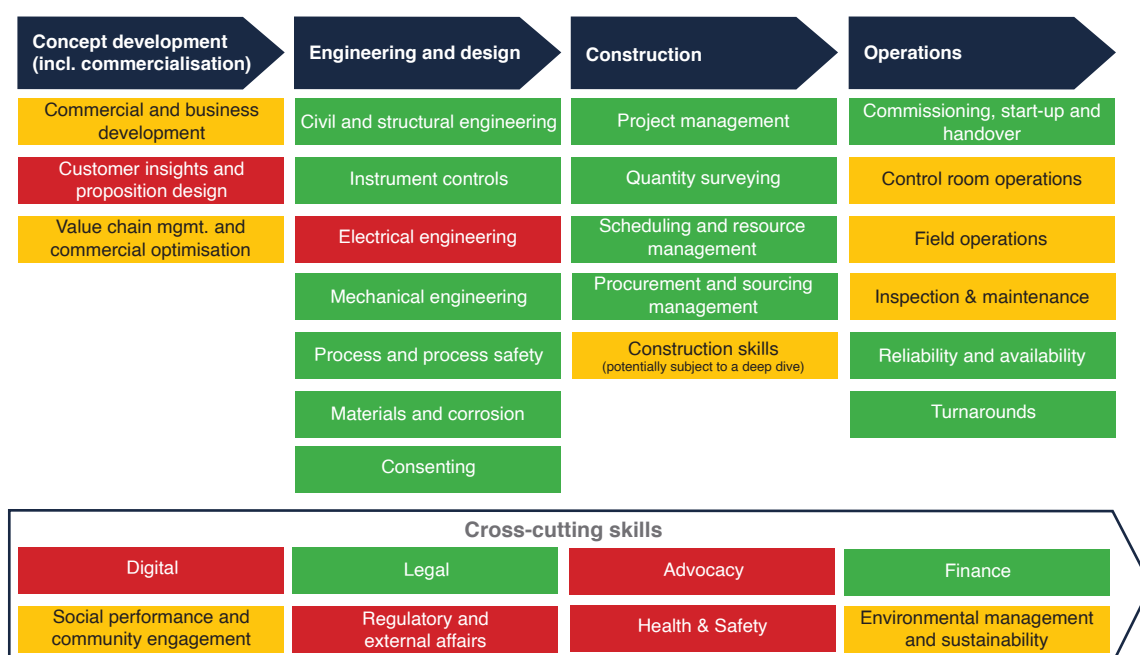 Concept development
(incl. commercialisation)
Engineering and design
Construction
Operations
Commercial and business
development
Customer insights and
proposition design
Value chain mgmt. and
commercial optimisation
Civil and structural engineering
Instrument controls
Electrical engineering
Mechanical engineering
Process and process safety
Materials and corrosion
Consenting
Project management
Quantity surveying
Scheduling and resource
management
Procurement and sourcing
management
Construction skills
(potentially subject to a deep dive)
Commissioning, start-up and
handover
Control room operations
Field operations
Inspection & maintenance
Reliability and availability
Turnarounds
Cross-cutting skills
Digital
Legal
Advocacy
Finance
Social performance and
community engagement
Regulatory and
external affairs
Health & Safety
Environmental management
and sustainability